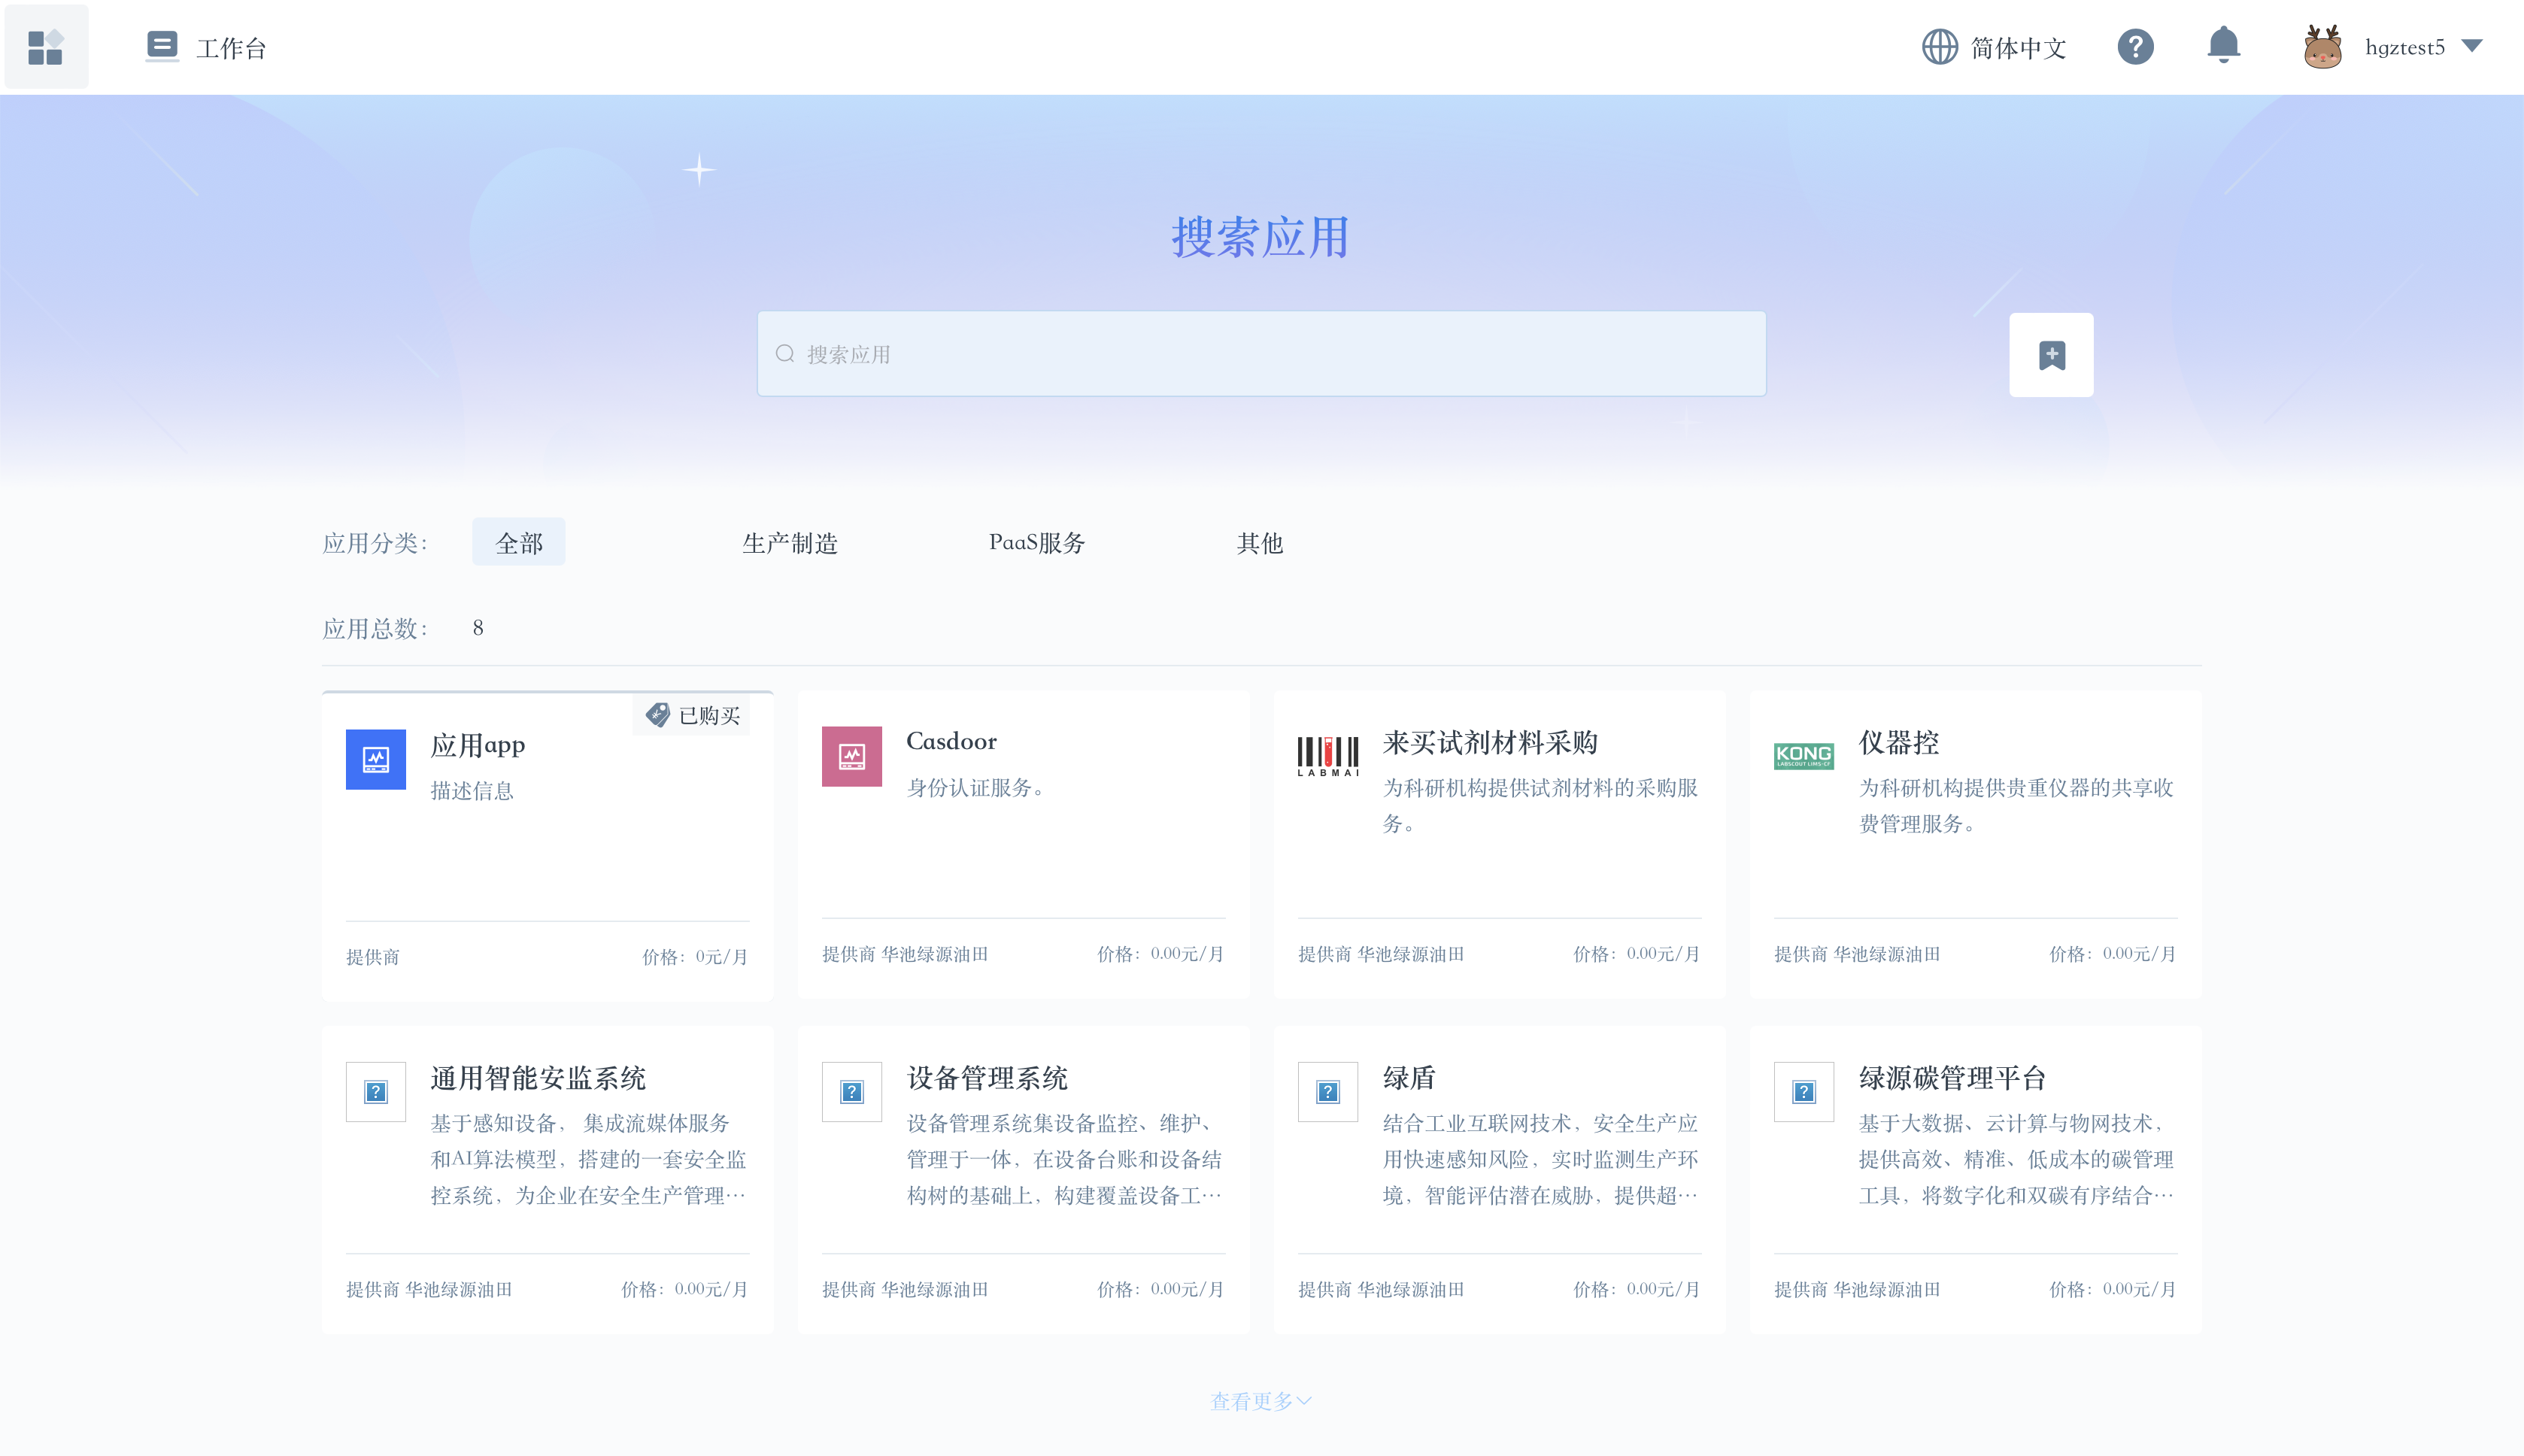 工作台
简体中文
hgztest5
搜索应用
搜索应用
应用分类：
全部
生产制造
PaaS服务
其他
应用总数：
8
已购买
应用app
描述信息
提供商
价格：0元/月
Casdoor
身份认证服务。
提供商 华池绿源油田
价格：0.00元/月
LABMAI
来买试剂材料采购
为科研机构提供试剂材料的采购服
务。
提供商 华池绿源油田
价格：0.00元/月
KONG
LABSCOUT LIMS-CF
仪器控
为科研机构提供贵重仪器的共享收
费管理服务。
提供商 华池绿源油田
价格：0.00元/月
通用智能安监系统
基于感知设备， 集成流媒体服务
和AI算法模型，搭建的一套安全监
控系统，为企业在安全生产管理…
提供商 华池绿源油田
价格：0.00元/月
设备管理系统
设备管理系统集设备监控、维护、
管理于一体，在设备台账和设备结
构树的基础上，构建覆盖设备工…
提供商 华池绿源油田
价格：0.00元/月
绿盾
结合工业互联网技术，安全生产应
用快速感知风险，实时监测生产环
境，智能评估潜在威胁，提供超…
提供商 华池绿源油田
价格：0.00元/月
绿源碳管理平台
基于大数据、云计算与物网技术，
提供高效、精准、低成本的碳管理
工具，将数字化和双碳有序结合…
提供商 华池绿源油田
价格：0.00元/月
查看更多